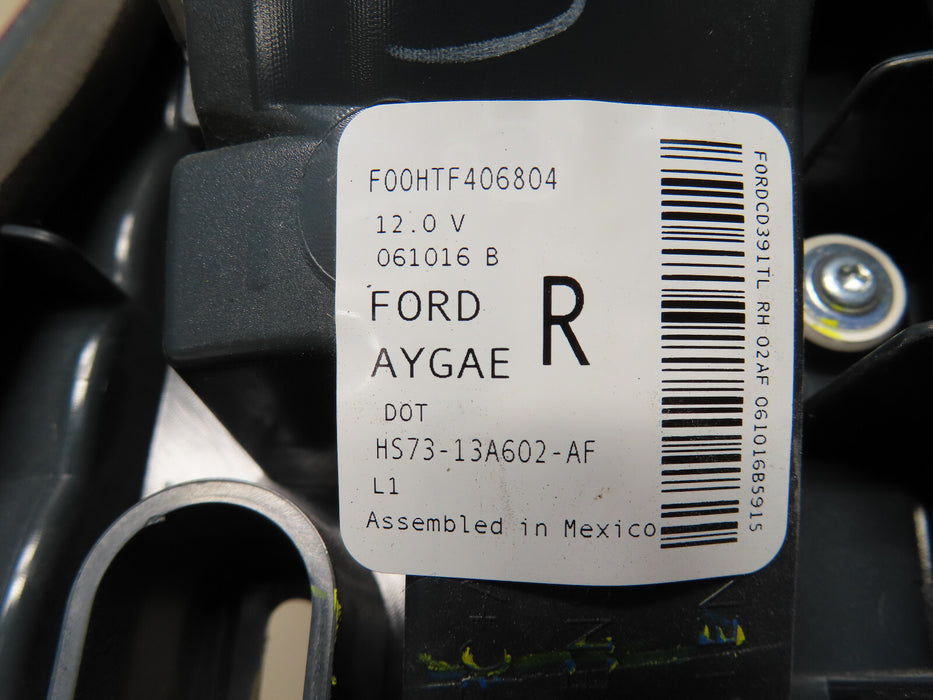 F00HTF406804
12.0 V
061016 B
FORD
R
AYGAE
DOT
HS73-13A602-AF
L1
Assembled in Mexico
FORDCD391TL RH 02AF 061016B5915